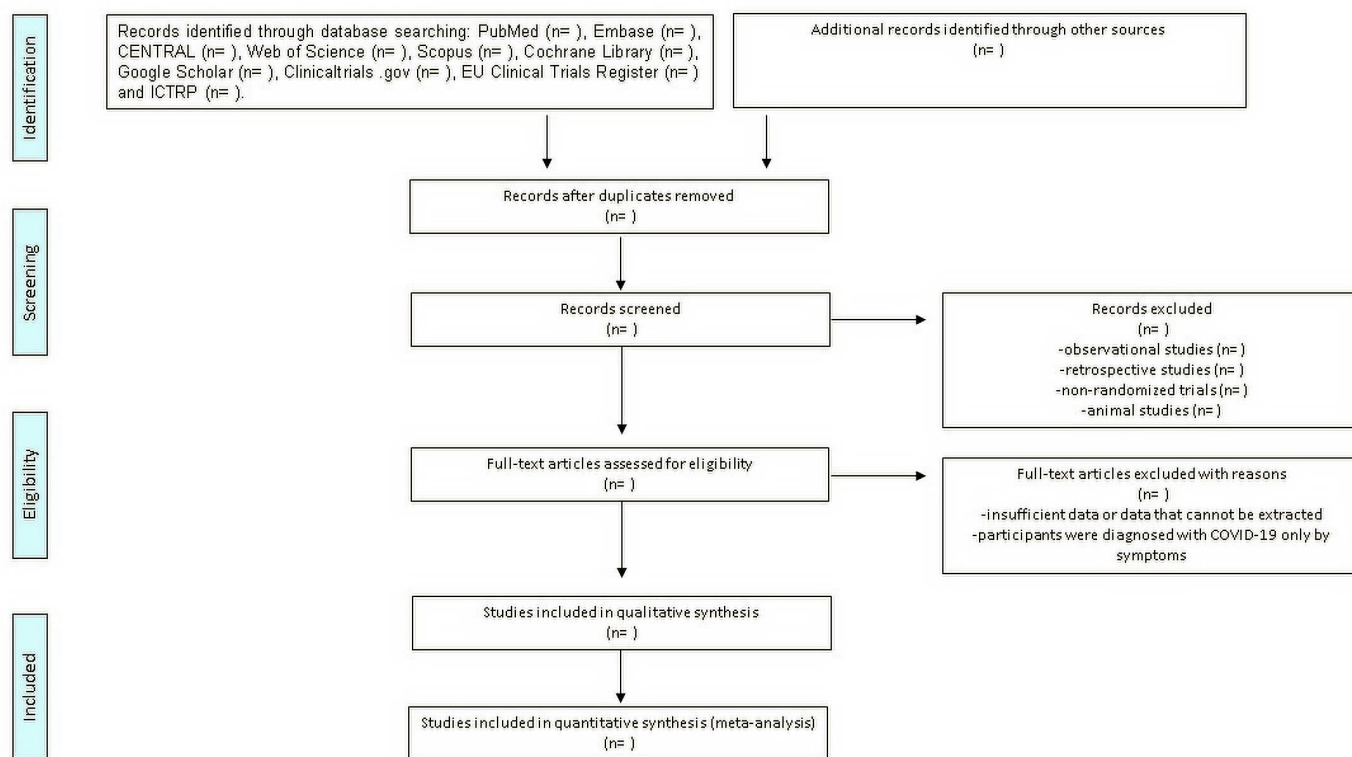 Identification
Records identified through database searching: PubMed (n= ), Embase (n= ),
CENTRAL (n= ), Web of Science (n= ), Scopus (n= ), Cochrane Library (n= ),
Google Scholar (n= ), Clinicaltrials .gov (n= ), EU Clinical Trials Register (n= )
and ICTRP (n= ).
Additional records identified through other sources
(n= )
Records after duplicates removed
(n= )
Screening
Records screened
(n= )
Records excluded
(n= )
-observational studies (n= )
-retrospective studies (n= )
-non-randomized trials (n= )
-animal studies (n= )
Eligibility
Full-text articles assessed for eligibility
(n= )
Full-text articles excluded with reasons
(n= )
-insufficient data or data that cannot be extracted
-participants were diagnosed with COVID-19 only by
symptoms
Included
Studies included in qualitative synthesis
(n= )
Studies included in quantitative synthesis (meta-analysis)
(n= )